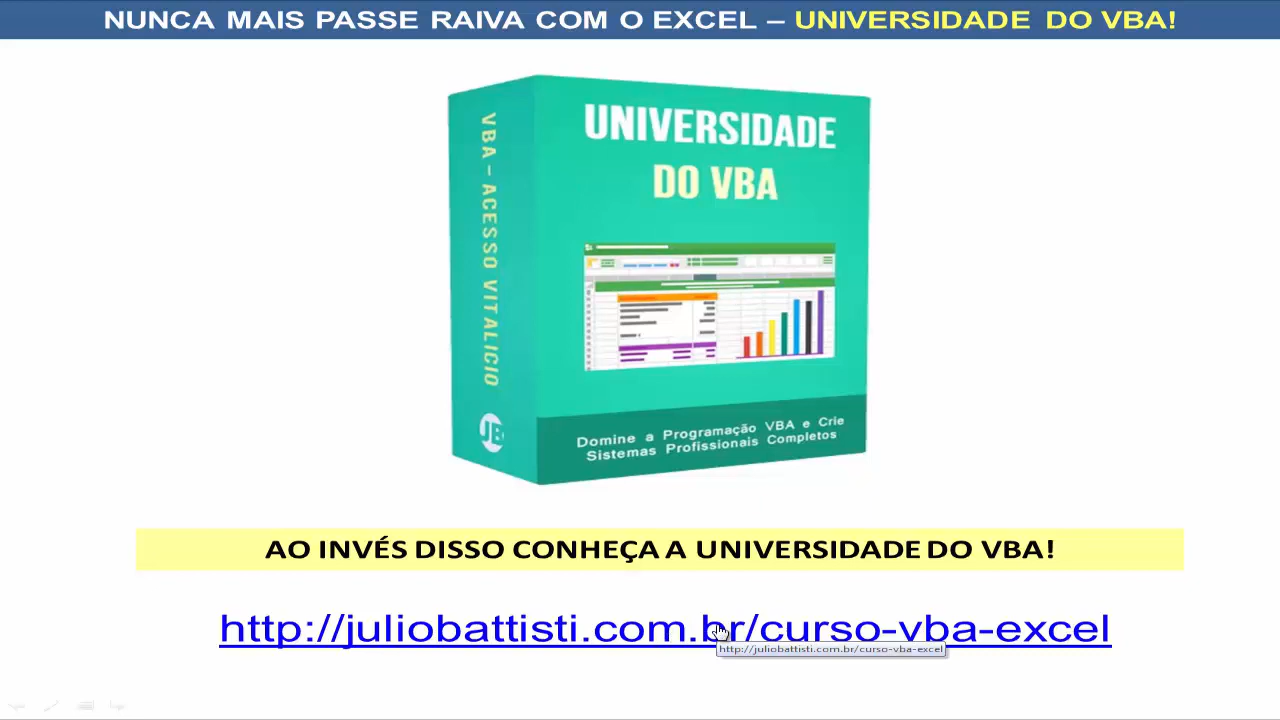 NUNCA MAIS PASSE RAIVA COM O EXCEL – UNIVERSIDADE DO VBA!
UNIVERSIDADE
DO VBA
VBA – ACESSO VITALICIO
JB
Domine a Programação VBA e Crie
Sistemas Profissionais Completos
AO INVÉS DISSO CONHEÇA A UNIVERSIDADE DO VBA!
http://juliobattisti.com.br/curso-vba-excel
http://juliobattisti.com.br/curso-vba-excel